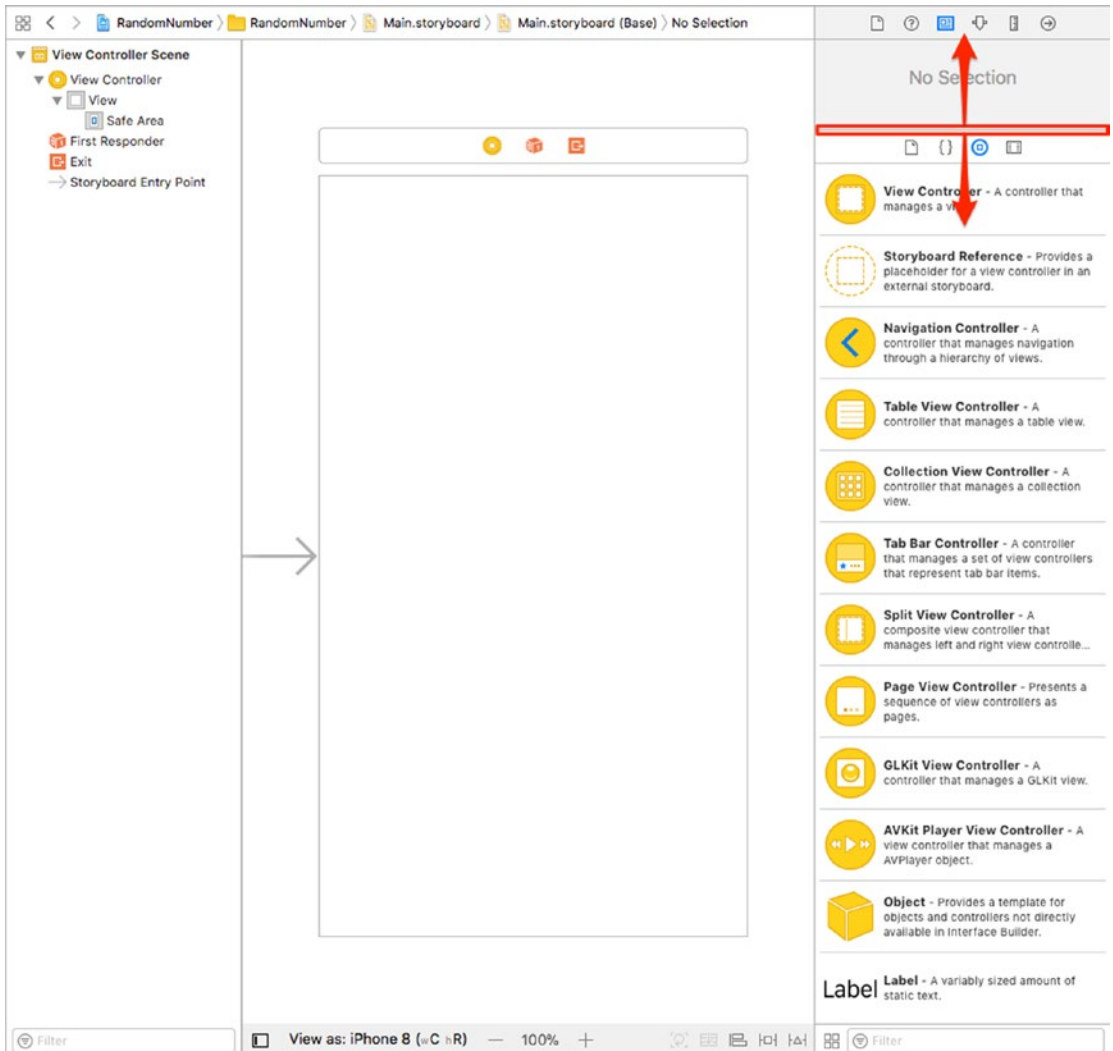 RandomNumber
RandomNumber
Main.storyboard
Main.storyboard (Base)
No Selection
View Controller Scene
View Controller
View
Safe Area
First Responder
Exit
Storyboard Entry Point
Filter
View as: iPhone 8 (wC hR)
— 100% +
No Selection
View Controller - A controller that
manages a
Storyboard Reference - Provides a
placeholder for a view controller in an
external storyboard.
Navigation Controller - A
controller that manages navigation
through a hierarchy of views.
Table View Controller - A
controller that manages a table view.
Collection View Controller - A
controller that manages a collection
view.
Tab Bar Controller - A controller
that manages a set of view controllers
that represent tab bar items.
Split View Controller - A
composite view controller that
manages left and right view controlle...
Page View Controller - Presents a
sequence of view controllers as
pages.
GLKit View Controller - A
controller that manages a GLKit view.
AVKit Player View Controller - A
view controller that manages a
AVPlayer object.
Object - Provides a template for
objects and controllers not directly
available in Interface Builder.
Label
Label - A variably sized amount of
static text.
Filter